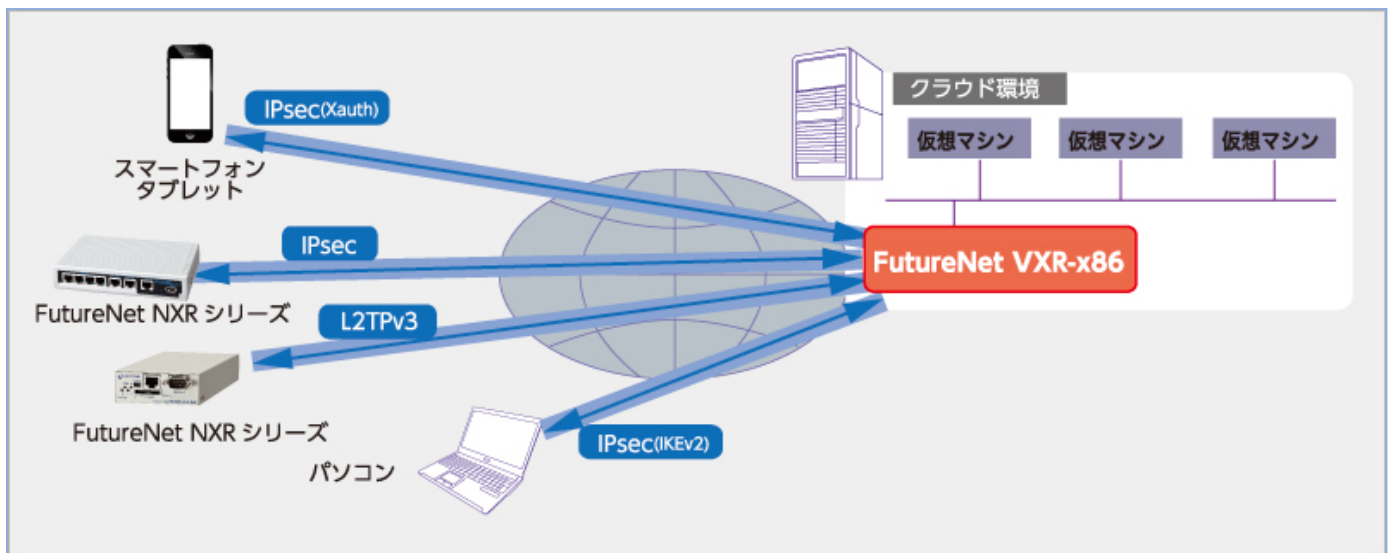 クラウド環境
仮想マシン 仮想マシン 仮想マシン
IPsec(Xauth)
スマートフォン
タブレット
IPsec
FutureNet VXR-x86
FutureNet NXR シリーズ
L2TPv3
FutureNet NXR シリーズ
IPsec(IKEv2)
パソコン